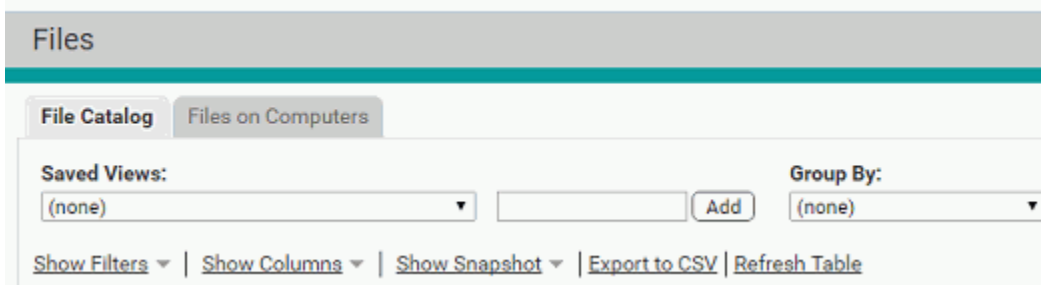 Files
File Catalog Files on Computers
Saved Views: Group By:
(none) Add (none)
Show Filters | Show Columns | Show Snapshot | Export to CSV | Refresh Table